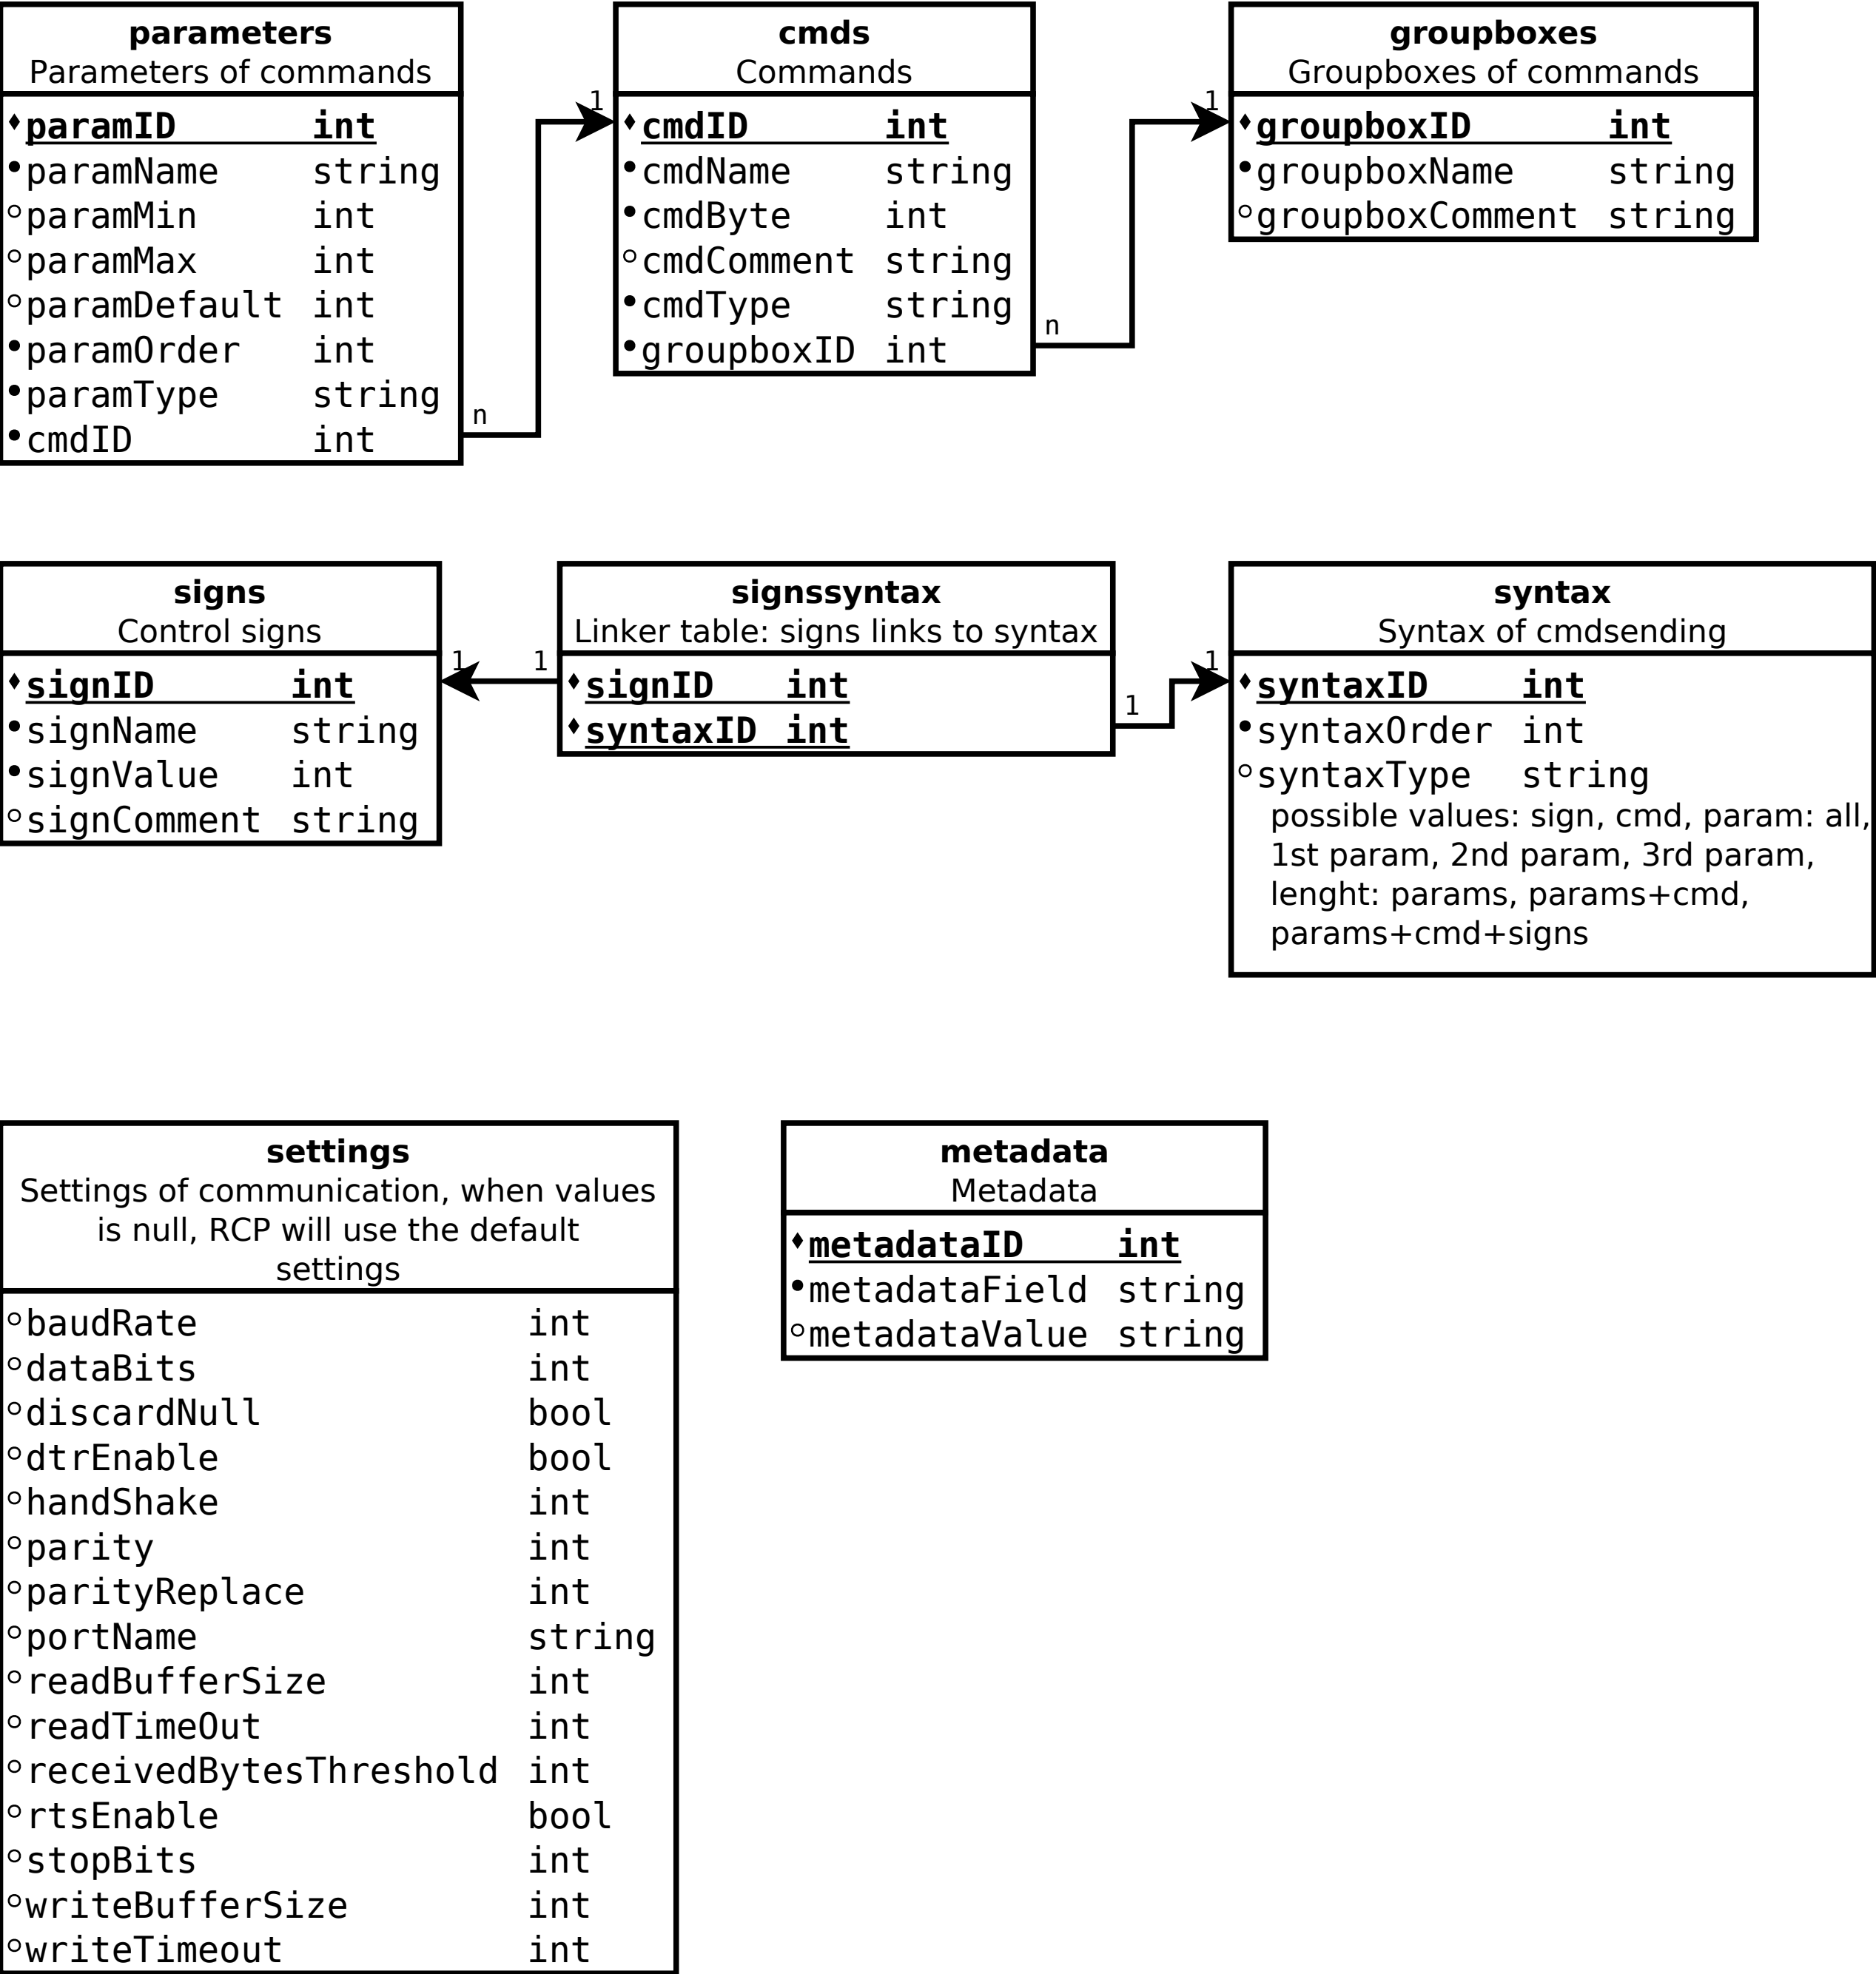 parameters
Parameters of commands
paramID int
paramName string
paramMin int
paramMax int
paramDefault int
paramOrder int
paramType string
cmdID int
n
1
cmds
Commands
cmdID int
cmdName string
cmdByte int
cmdComment string
cmdType string
groupboxID int
n
1
groupboxes
Groupboxes of commands
groupboxID int
groupboxName string
groupboxComment string
signs
Control signs
signID int
signName string
signValue int
signComment string
1
1
signssyntax
Linker table: signs links to syntax
signID int
syntaxID int
1
1
syntax
Syntax of cmdsending
syntaxID int
syntaxOrder int
syntaxType string
possible values: sign, cmd, param: all,
1st param, 2nd param, 3rd param,
lenght: params, params+cmd,
params+cmd+signs
settings
Settings of communication, when values
is null, RCP will use the default
settings
baudRate int
dataBits int
discardNull bool
dtrEnable bool
handShake int
parity int
parityReplace int
portName string
readBufferSize int
readTimeOut int
receivedBytesThreshold int
rtsEnable bool
stopBits int
writeBufferSize int
writeTimeout int
metadata
Metadata
metadataID int
metadataField string
metadataValue string